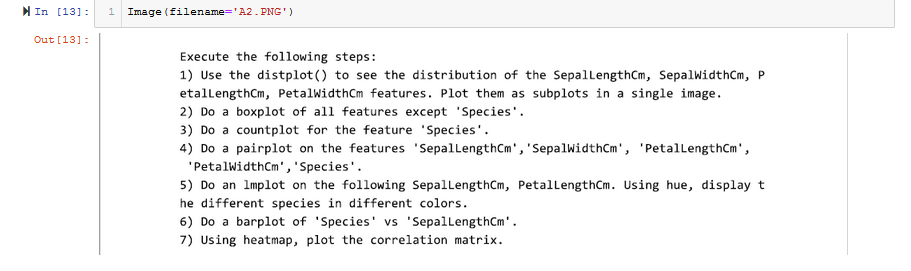 In [13]: 1 Image(filename='A2.PNG')
Out[13]:
Execute the following steps:
1) Use the distplot() to see the distribution of the SepalLengthCm, SepalWidthCm, P
etalLengthCm, PetalWidthCm features. Plot them as subplots in a single image.
2) Do a boxplot of all features except 'Species'.
3) Do a countplot for the feature 'Species'.
4) Do a pairplot on the features 'SepalLengthCm','SepalWidthCm', 'PetalLengthCm',
'PetalWidthCm','Species'.
5) Do an lmplot on the following SepalLengthCm, PetalLengthCm. Using hue, display t
he different species in different colors.
6) Do a barplot of 'Species' vs 'SepalLengthCm'.
7) Using heatmap, plot the correlation matrix.